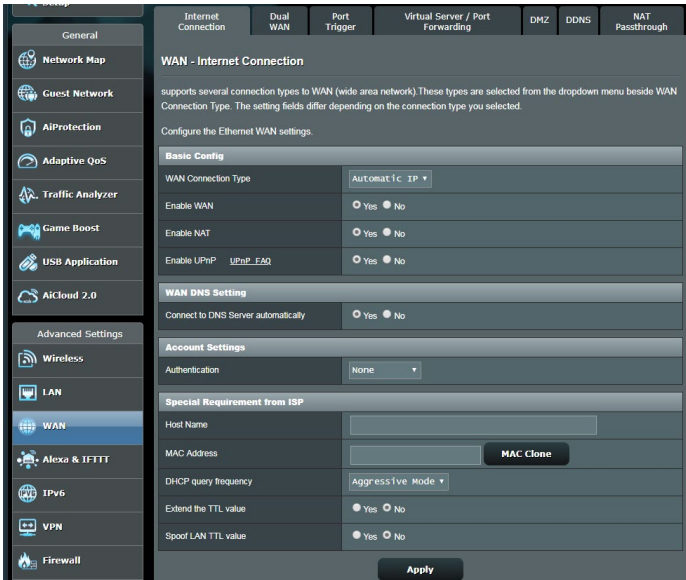 Setup
General
Network Map
Guest Network
AiProtection
Adaptive QoS
Traffic Analyzer
Game Boost
USB Application
AiCloud 2.0
Advanced Settings
Wireless
LAN
WAN
Alexa & IFTTT
IPv6
VPN
Firewall
Internet Connection
Dual WAN
Port Trigger
Virtual Server / Port Forwarding
DMZ
DDNS
NAT Passthrough
WAN - Internet Connection
supports several connection types to WAN (wide area network).These types are selected from the dropdown menu beside WAN
Connection Type. The setting fields differ depending on the connection type you selected.
Configure the Ethernet WAN settings.
Basic Config
WAN Connection Type Automatic IP
Enable WAN Yes No
Enable NAT Yes No
Enable UPnP UPnP FAQ Yes No
WAN DNS Setting
Connect to DNS Server automatically Yes No
Account Settings
Authentication None
Special Requirement from ISP
Host Name
MAC Address MAC Clone
DHCP query frequency Aggressive Mode
Extend the TTL value Yes No
Spoof LAN TTL value Yes No
Apply